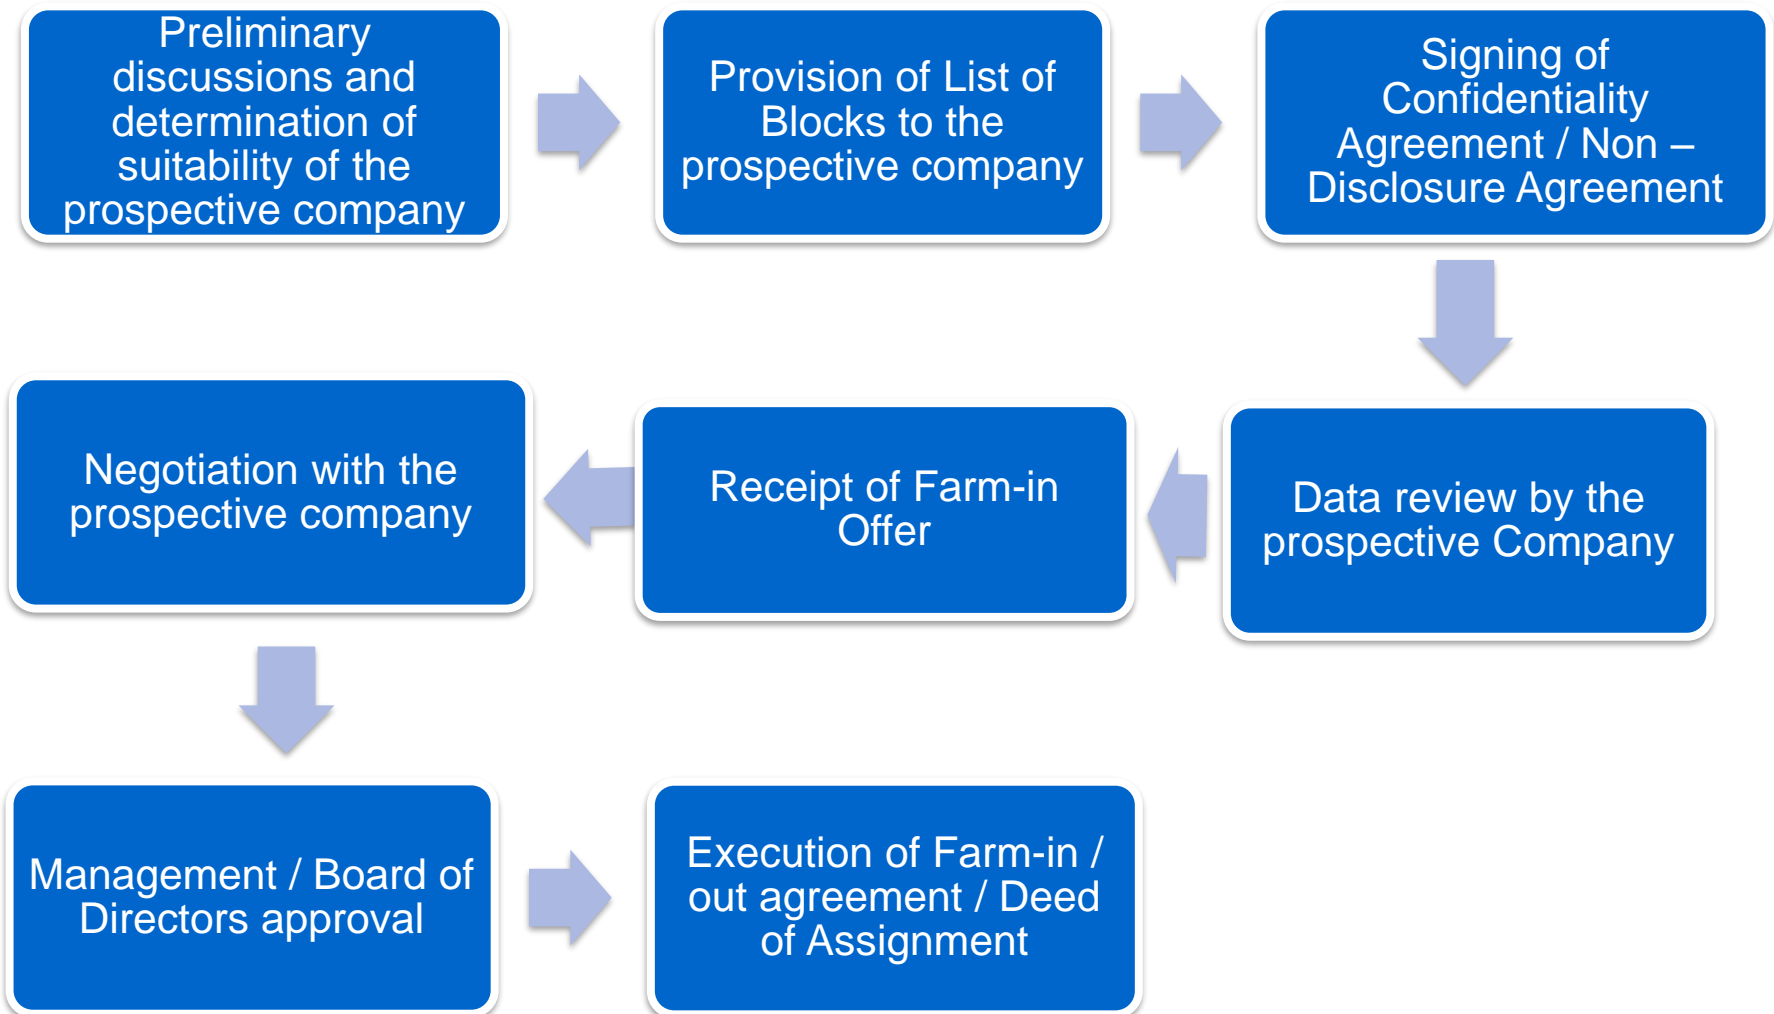 Preliminary
discussions and
determination of
suitability of the
prospective company
Provision of List of
Blocks to the
prospective company
Signing of
Confidentiality
Agreement / Non –
Disclosure Agreement
Data review by the
prospective Company
Receipt of Farm-in
Offer
Negotiation with the
prospective company
Management / Board of
Directors approval
Execution of Farm-in /
out agreement / Deed
of Assignment